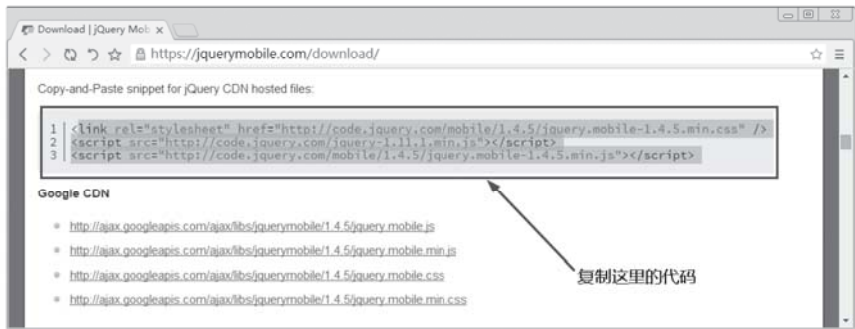 Download | jQuery Mob
https://jquerymobile.com/download/
Copy-and-Paste snippet for jQuery CDN hosted files:
1 <link rel="stylesheet" href="http://code.jquery.com/mobile/1.4.5/jquery.mobile-1.4.5.min.css" />
2 <script src="http://code.jquery.com/jquery-1.11.1.min.js"></script>
3 <script src="http://code.jquery.com/mobile/1.4.5/jquery.mobile-1.4.5.min.js"></script>
Google CDN
http://ajax.googleapis.com/ajax/libs/jquerymobile/1.4.5/jquery.mobile.js
http://ajax.googleapis.com/ajax/libs/jquerymobile/1.4.5/jquery.mobile.min.js
http://ajax.googleapis.com/ajax/libs/jquerymobile/1.4.5/jquery.mobile.css
复制这里的代码
http://ajax.googleapis.com/ajax/libs/jquerymobile/1.4.5/jquery.mobile.min.css